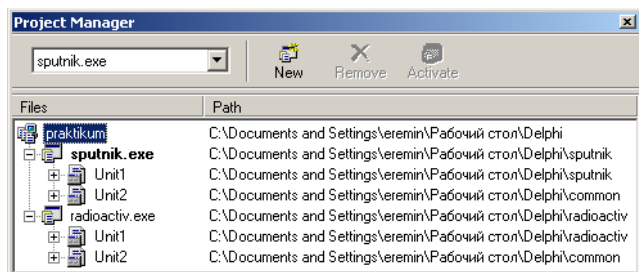 Project Manager
sputnik.exe
New Remove Activate
Files Path
praktikum C:\Documents and Settings\eremin\Рабочий стол\Delphi
sputnik.exe C:\Documents and Settings\eremin\Рабочий стол\Delphi\sputnik
Unit1 C:\Documents and Settings\eremin\Рабочий стол\Delphi\sputnik
Unit2 C:\Documents and Settings\eremin\Рабочий стол\Delphi\common
radioactiv.exe C:\Documents and Settings\eremin\Рабочий стол\Delphi\radioactiv
Unit1 C:\Documents and Settings\eremin\Рабочий стол\Delphi\radioactiv
Unit2 C:\Documents and Settings\eremin\Рабочий стол\Delphi\common